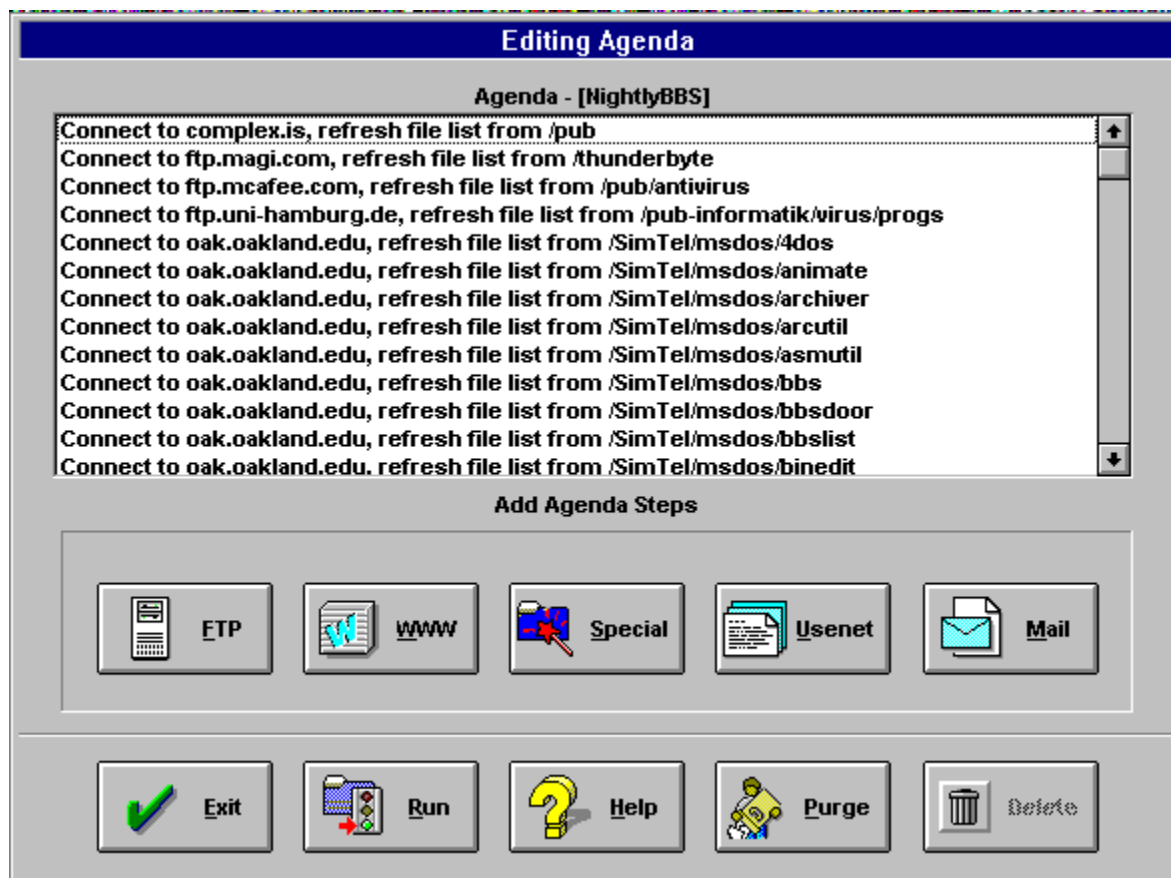 Editing Agenda
Agenda - [NightlyBBS]
Connect to complex.is, refresh file list from /pub
Connect to ftp.magi.com, refresh file list from /thunderbyte
Connect to ftp.mcafee.com, refresh file list from /pub/antivirus
Connect to ftp.uni-hamburg.de, refresh file list from /pub-informatik/virus/progs
Connect to oak.oakland.edu, refresh file list from /SimTel/msdos/4dos
Connect to oak.oakland.edu, refresh file list from /SimTel/msdos/animate
Connect to oak.oakland.edu, refresh file list from /SimTel/msdos/archiver
Connect to oak.oakland.edu, refresh file list from /SimTel/msdos/arcutil
Connect to oak.oakland.edu, refresh file list from /SimTel/msdos/asmutil
Connect to oak.oakland.edu, refresh file list from /SimTel/msdos/bbs
Connect to oak.oakland.edu, refresh file list from /SimTel/msdos/bbsdoor
Connect to oak.oakland.edu, refresh file list from /SimTel/msdos/bbslist
Connect to oak.oakland.edu, refresh file list from /SimTel/msdos/binedit
Add Agenda Steps
FTP
WWW
Special
Usenet
Mail
Exit
Run
Help
Purge
Delete